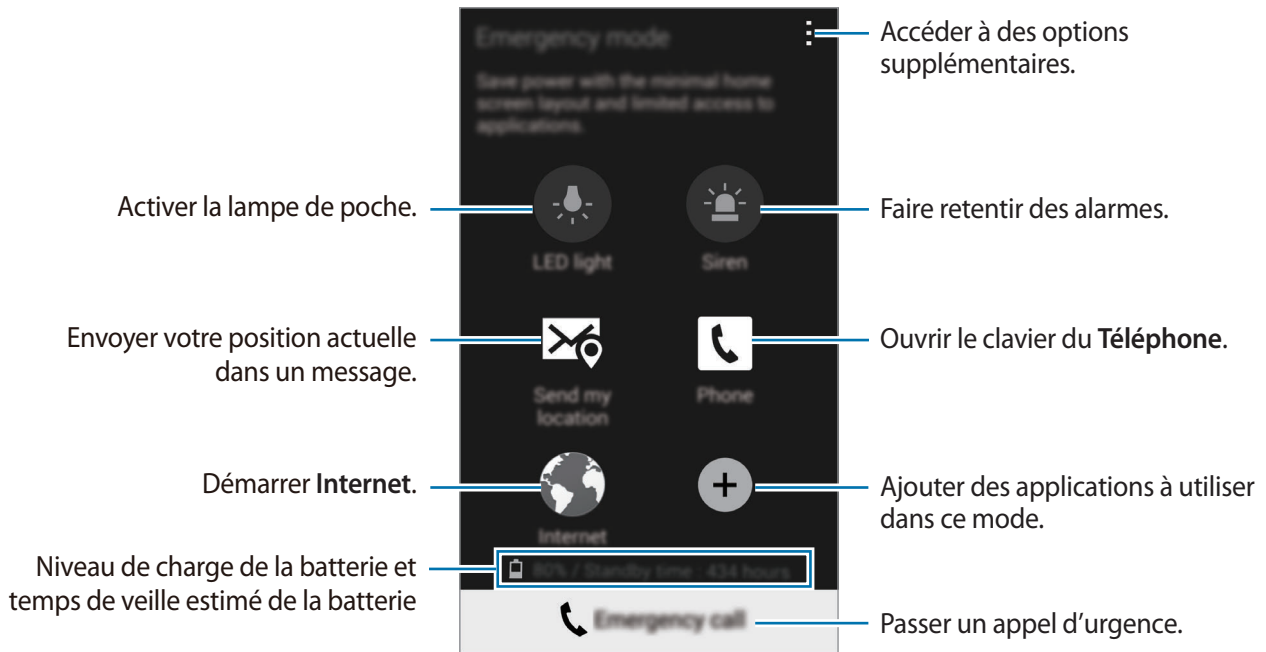 Emergency mode
Accéder à des options
supplémentaires.
Save power with the minimal home
screen layout and limited access to
applications.
Activer la lampe de poche.
LED light
Siren
Faire retentir des alarmes.
Envoyer votre position actuelle
dans un message.
Send my
location
Phone
Ouvrir le clavier du Téléphone.
Démarrer Internet.
Internet
Ajouter des applications à utiliser
dans ce mode.
Niveau de charge de la batterie et
temps de veille estimé de la batterie
80% / Standby time : 434 hours
Emergency call
Passer un appel d’urgence.